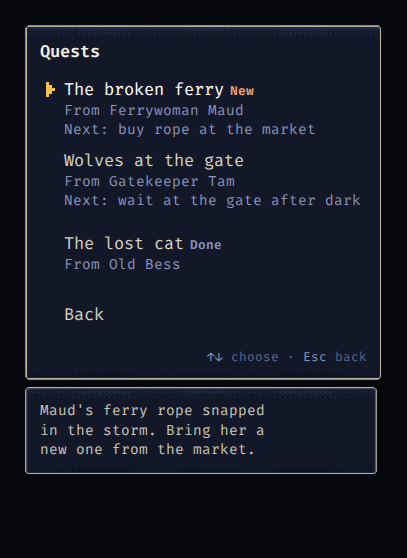 Quests
The broken ferry New
From Ferrywoman Maud
Next: buy rope at the market
Wolves at the gate
From Gatekeeper Tam
Next: wait at the gate after dark
The lost cat Done
From Old Bess
Back
↑↓ choose · Esc back
Maud's ferry rope snapped
in the storm. Bring her a
new one from the market.